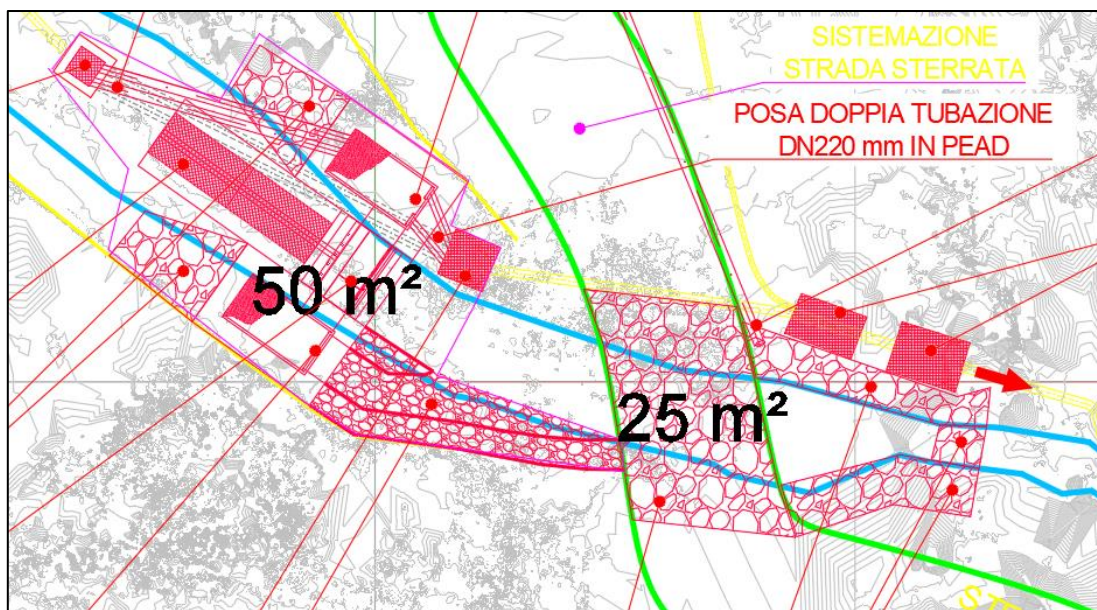 SISTEMAZIONE
STRADA STERRATA
POSA DOPPIA TUBAZIONE
DN220 mm IN PEAD
50 m²
25 m²